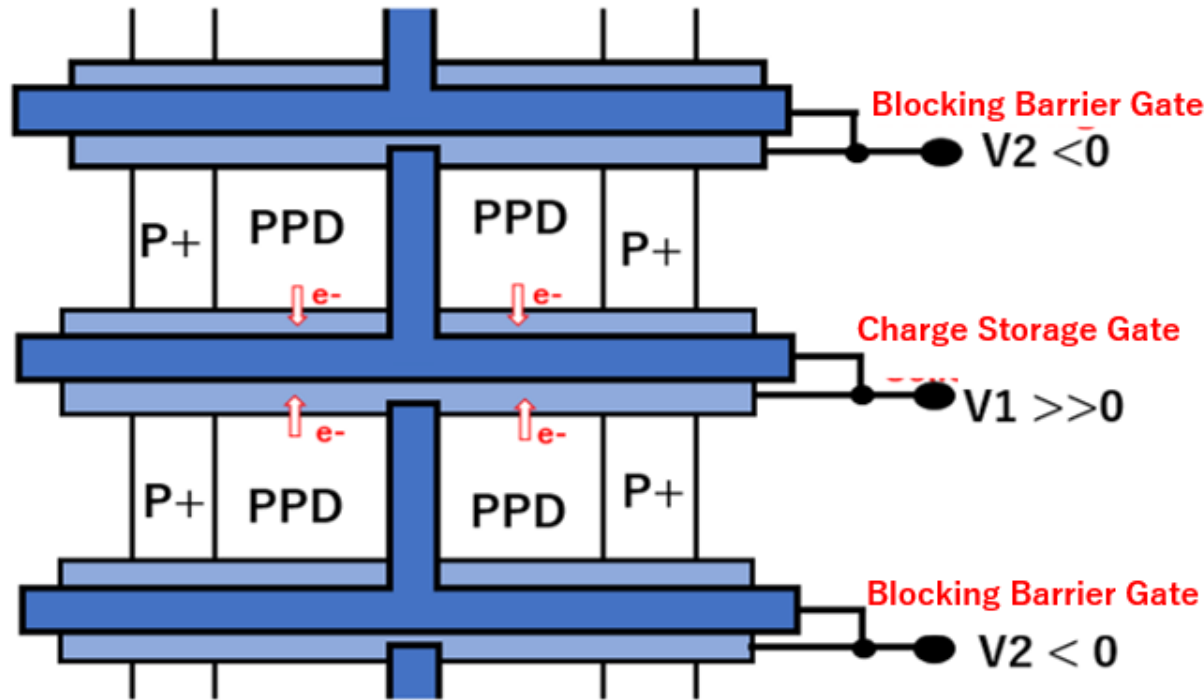 Blocking Barrier Gate
V2 <0
P+ PPD PPD P+
e- e-
Charge Storage Gate
V1 >>0
e- e-
P+ PPD PPD P+
Blocking Barrier Gate
V2 < 0